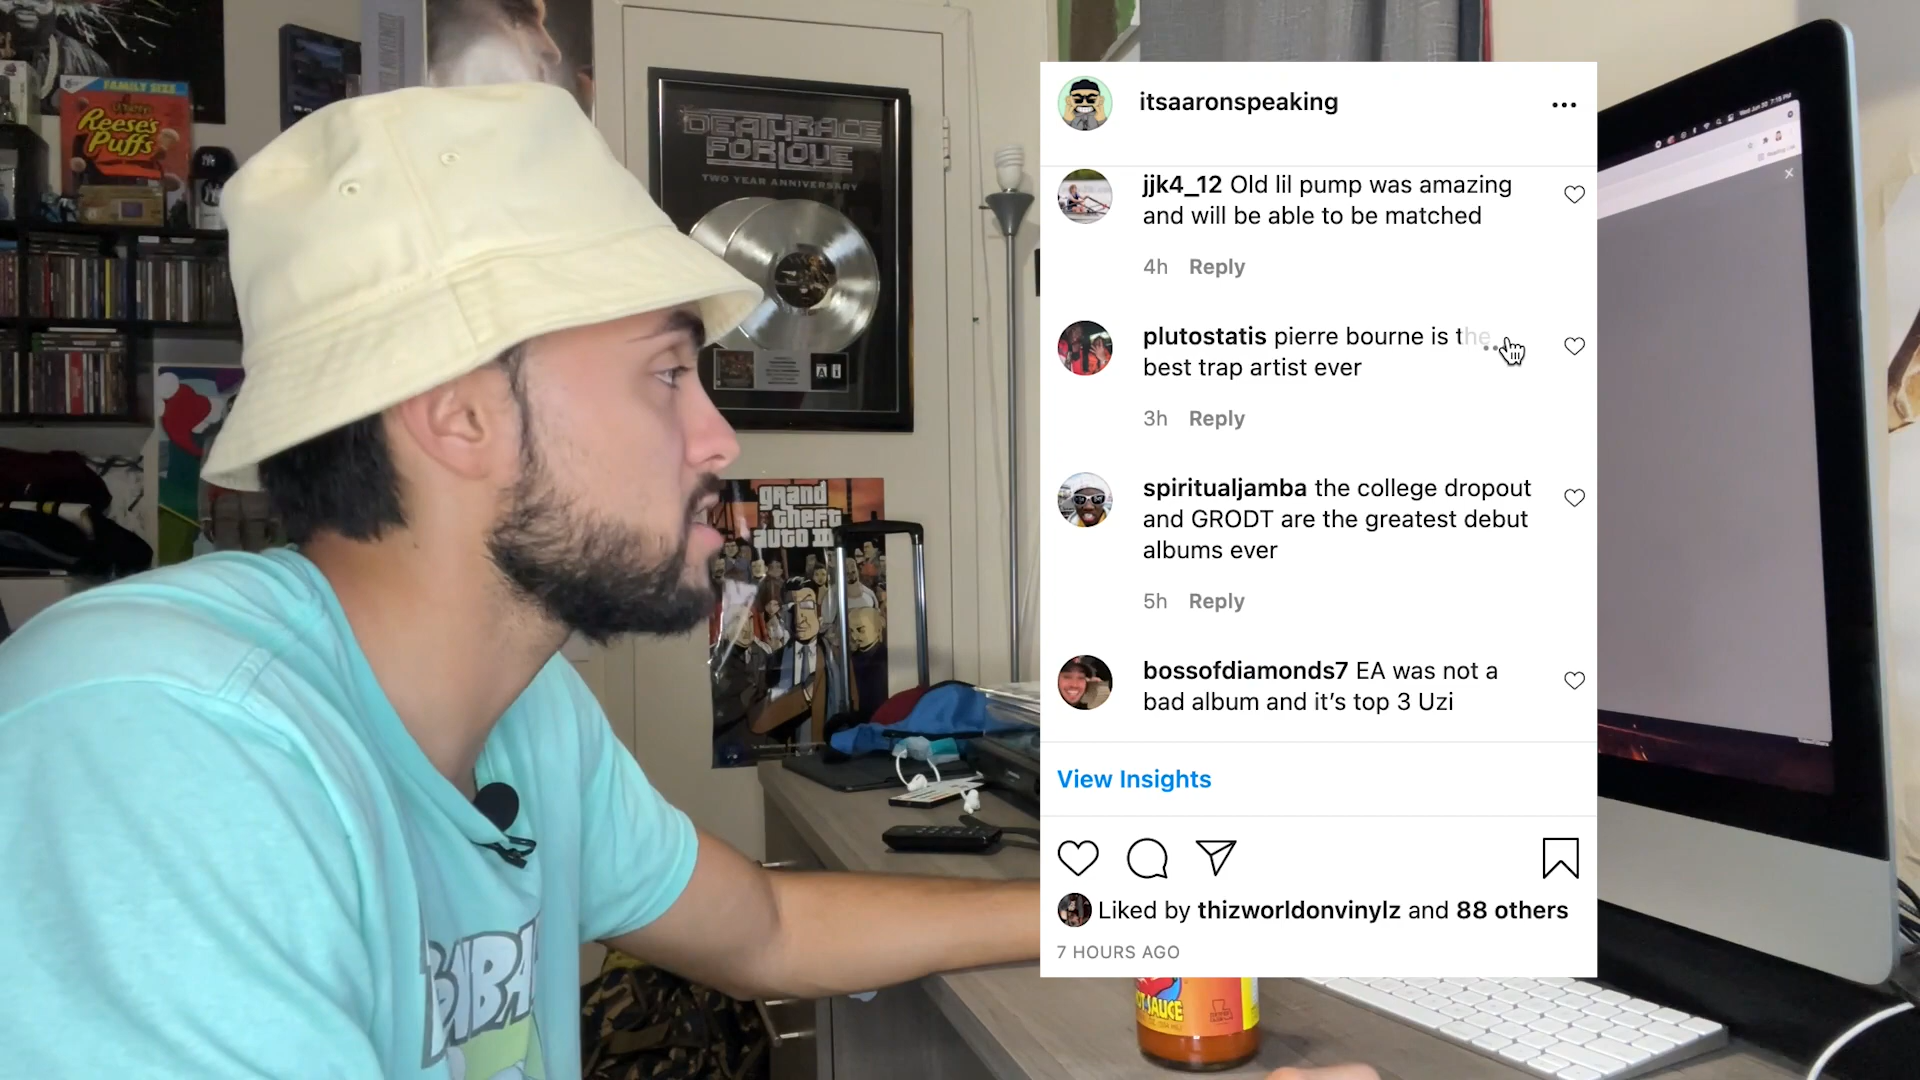 FAMILY SIZE
Reese's
Puffs
DEATHRACE
FORLOVE
TWO YEAR ANNIVERSARY
grand
theft
auto III
itsaaronspeaking
jjk4_12 Old lil pump was amazing
and will be able to be matched
4h Reply
plutostatis pierre bourne is the
best trap artist ever
3h Reply
spiritualjamba the college dropout
and GRODT are the greatest debut
albums ever
5h Reply
bossofdiamonds7 EA was not a
bad album and it's top 3 Uzi
View Insights
Liked by thizworldonvinylz and 88 others
7 HOURS AGO